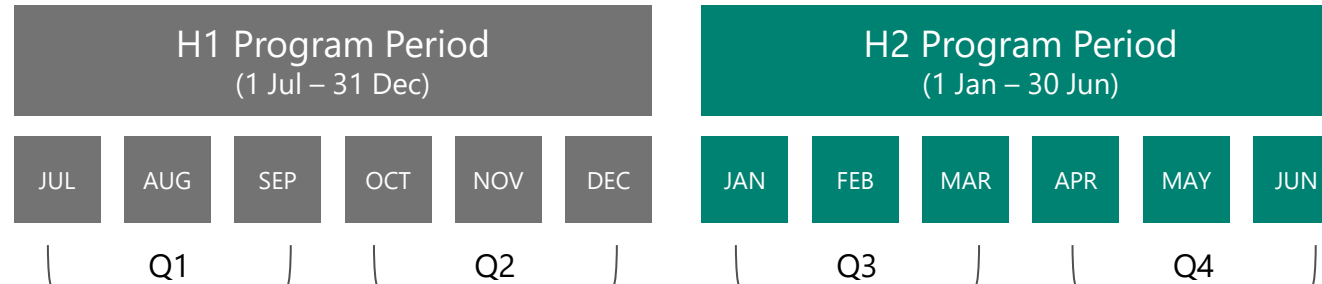 H1 Program Period
(1 Jul – 31 Dec)
H2 Program Period
(1 Jan – 30 Jun)
JUL AUG SEP OCT NOV DEC JAN FEB MAR APR MAY JUN
Q1 Q2 Q3 Q4